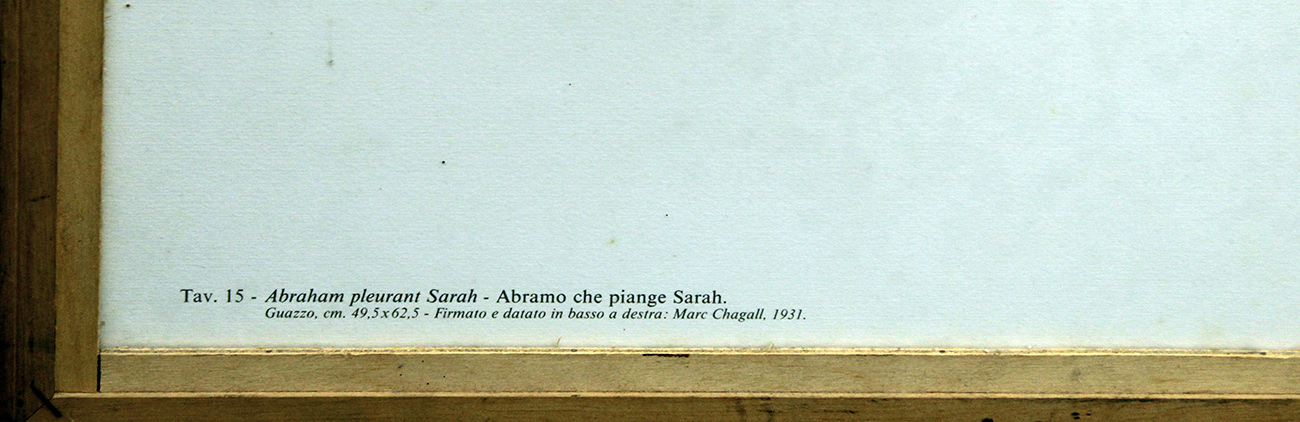 Tav. 15 - Abraham pleurant Sarah - Abramo che piange Sarah.
Guazzo, cm. 49,5x62,5 - Firmato e datato in basso a destra: Marc Chagall, 1931.